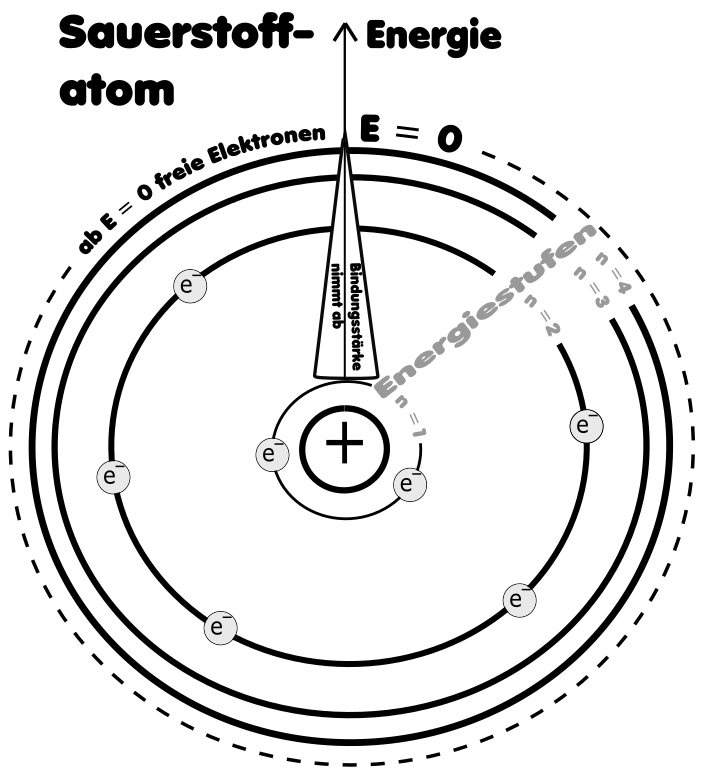 Sauerstoff-
atom
Energie
E = 0
ab E = 0 freie Elektronen
Bindungsstärke
nimmt ab
Energiestufen
n = 1
n = 2
n = 3
n = 4
+
e⁻
e⁻
e⁻
e⁻
e⁻
e⁻
e⁻